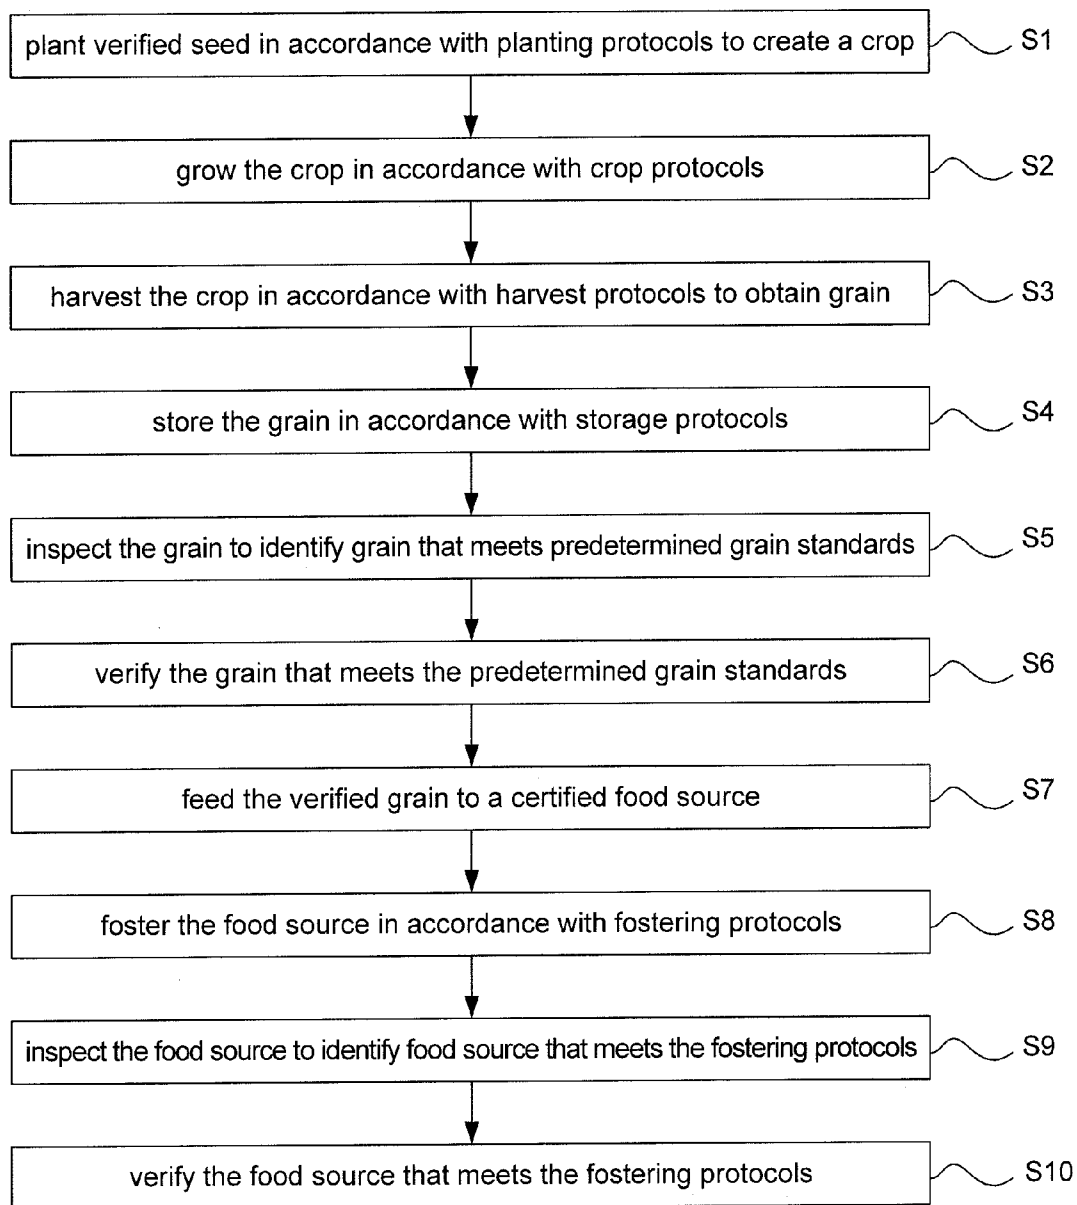 plant verified seed in accordance with planting protocols to create a crop S1
grow the crop in accordance with crop protocols S2
harvest the crop in accordance with harvest protocols to obtain grain S3
store the grain in accordance with storage protocols S4
inspect the grain to identify grain that meets predetermined grain standards S5
verify the grain that meets the predetermined grain standards S6
feed the verified grain to a certified food source S7
foster the food source in accordance with fostering protocols S8
inspect the food source to identify food source that meets the fostering protocols S9
verify the food source that meets the fostering protocols S10